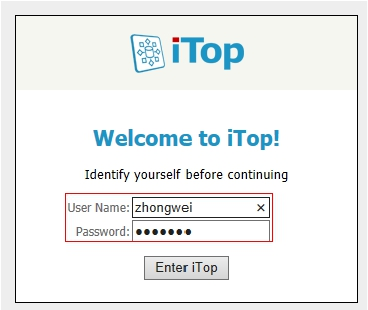 iTop
Welcome to iTop!
Identify yourself before continuing
User Name: zhongwei ×
Password: •••••••
Enter iTop